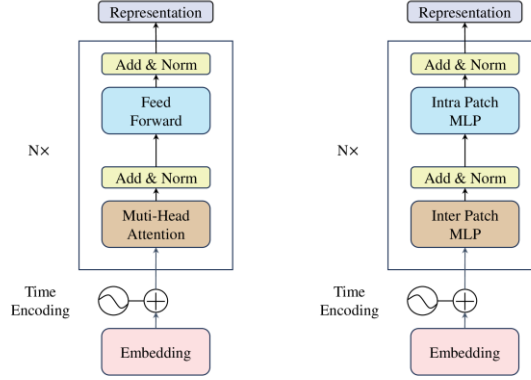 Representation
Add & Norm
Feed
Forward
N×
Add & Norm
Muti-Head
Attention
Time
Encoding
Embedding
Representation
Add & Norm
Intra Patch
MLP
N×
Add & Norm
Inter Patch
MLP
Time
Encoding
Embedding